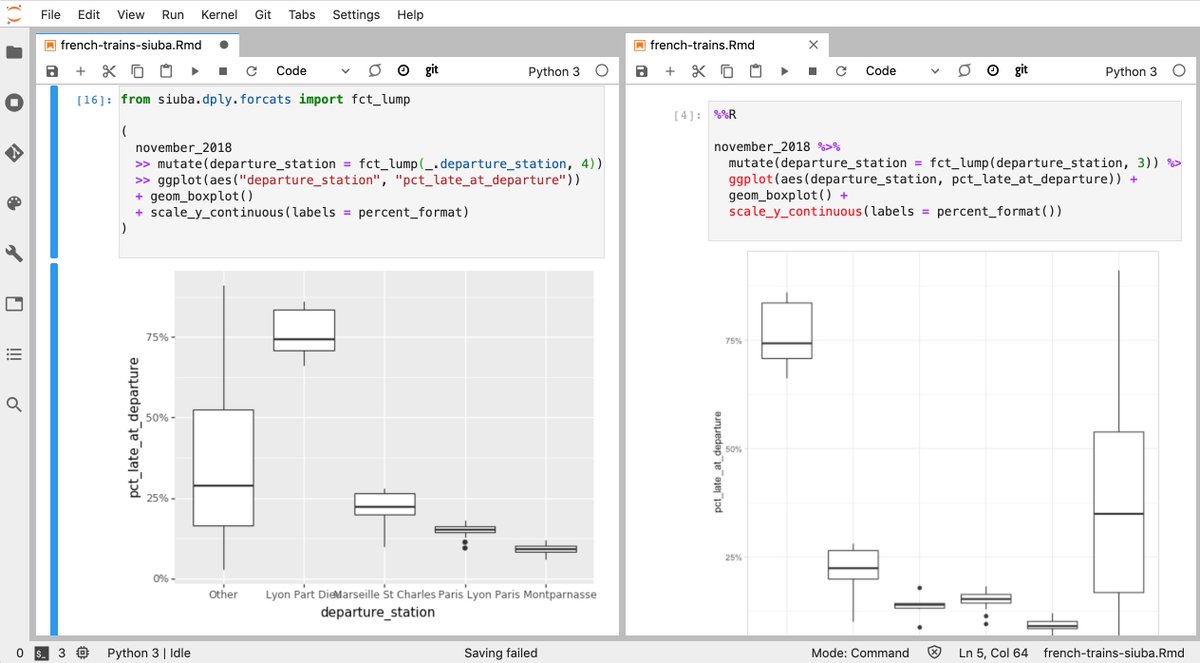 File Edit View Run Kernel Git Tabs Settings Help
french-trains-siuba.Rmd
Code
git
Python 3
[16]:
from siuba.dply.forcats import fct_lump
(
november_2018
>> mutate(departure_station = fct_lump(_.departure_station, 4))
>> ggplot(aes("departure_station", "pct_late_at_departure"))
+ geom_boxplot()
+ scale_y_continuous(labels = percent_format)
)
pct_late_at_departure
75%
50%
25%
0%
Other Lyon Part Dieu Marseille St Charles Paris Lyon Paris Montparnasse
departure_station
french-trains.Rmd
Code
git
Python 3
[4]:
%%R
november_2018 %>%
mutate(departure_station = fct_lump(departure_station, 3)) %>
ggplot(aes(departure_station, pct_late_at_departure)) +
geom_boxplot() +
scale_y_continuous(labels = percent_format())
pct_late_at_departure
75%
50%
25%
0 $_ 3 Python 3 | Idle Saving failed Mode: Command Ln 5, Col 64 french-trains-siuba.Rmd